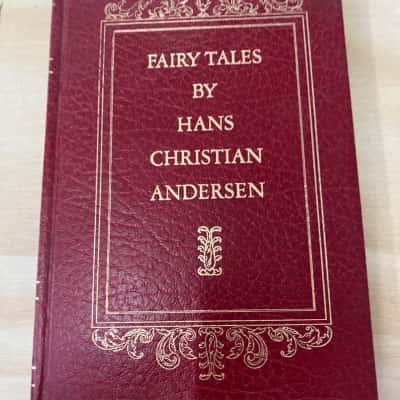 FAIRY TALES
BY
HANS
CHRISTIAN
ANDERSEN